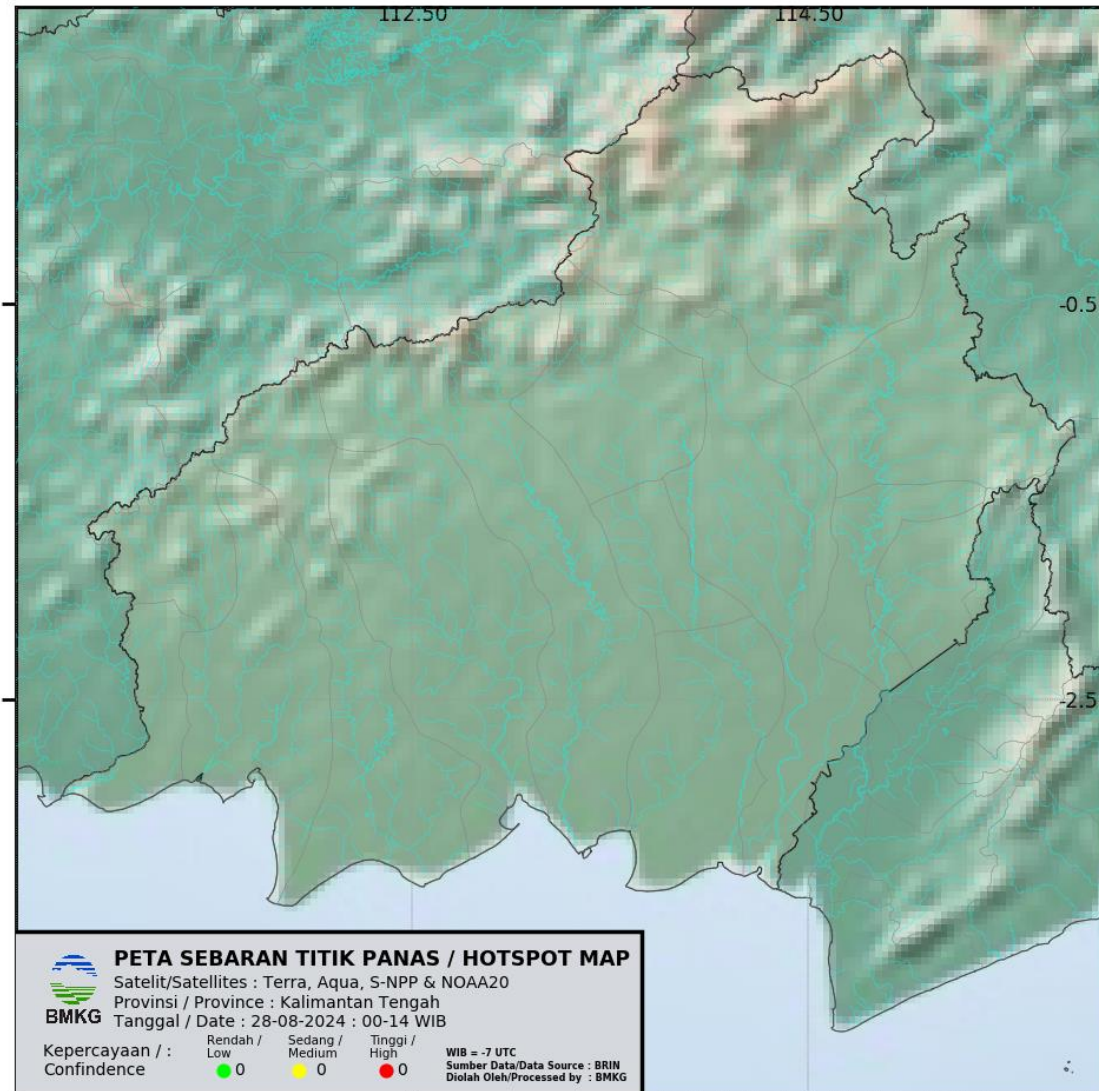 112.50
114.50
-0.5
-2.5
PETA SEBARAN TITIK PANAS / HOTSPOT MAP
Satelit/Satellites : Terra, Aqua, S-NPP & NOAA20
Provinsi / Province : Kalimantan Tengah
Tanggal / Date : 28-08-2024 : 00-14 WIB
BMKG
Kepercayaan / :
Confindence
Rendah /
Low
0
Sedang /
Medium
0
Tinggi /
High
0
WIB = -7 UTC
Sumber Data/Data Source : BRIN
Diolah Oleh/Processed by : BMKG